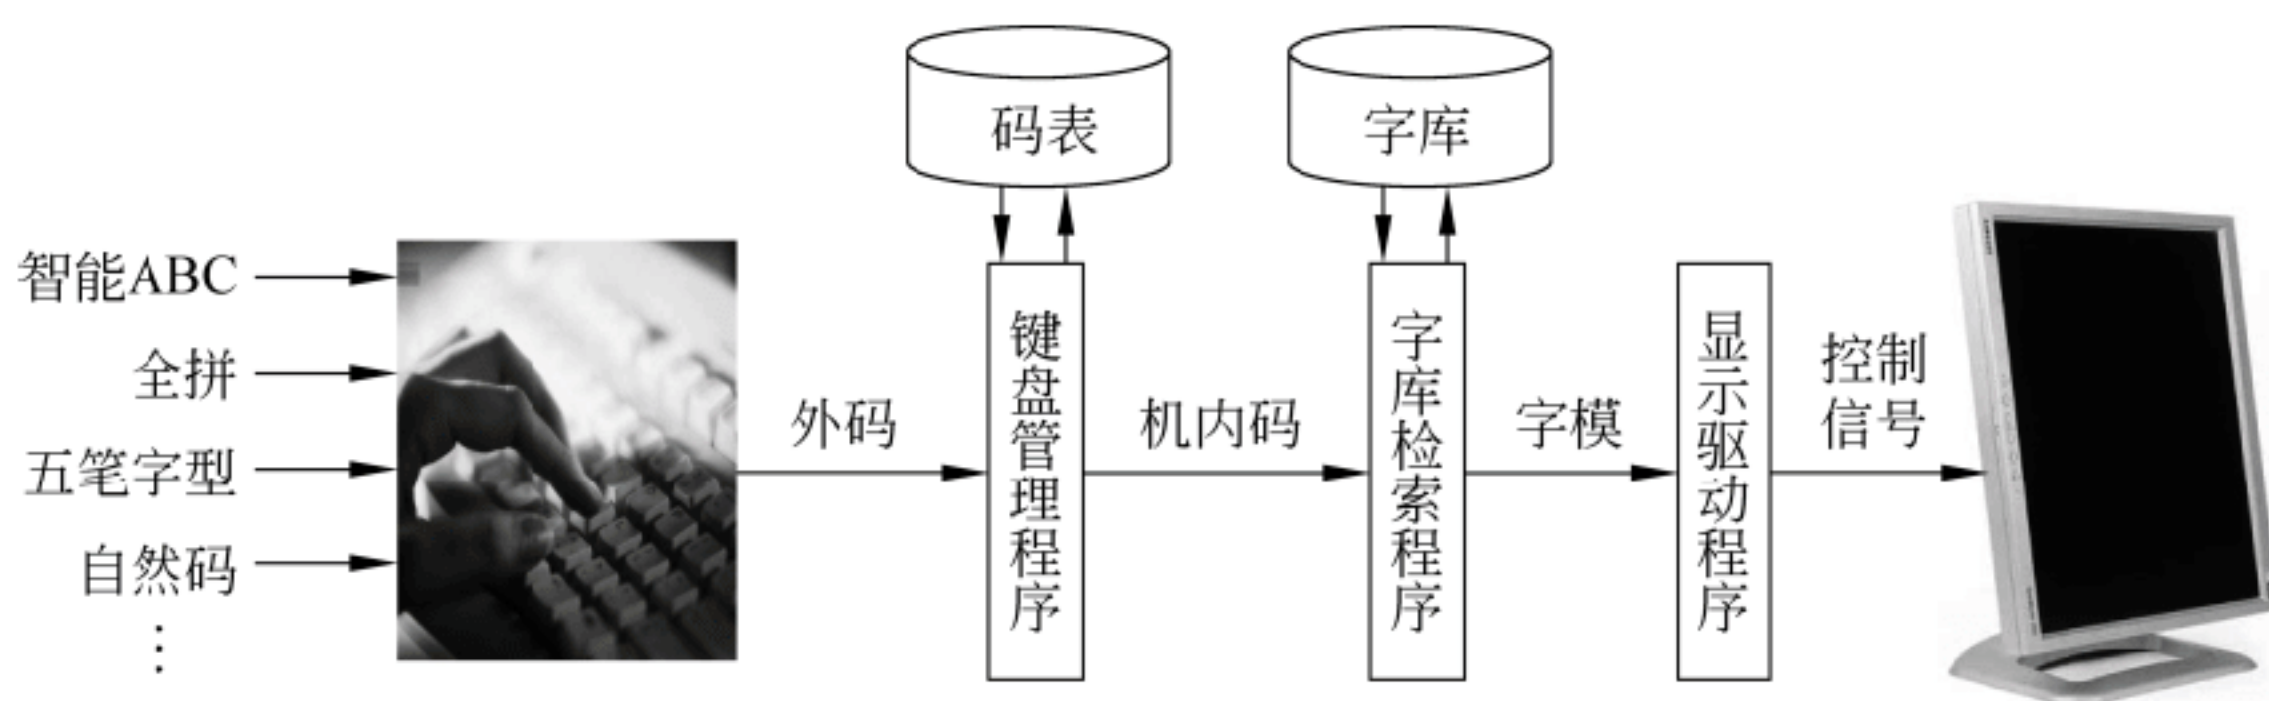 码表
字库
智能ABC
全拼
五笔字型
自然码
⋮
外码
键盘管理程序
机内码
字库检索程序
字模
显示驱动程序
控制
信号